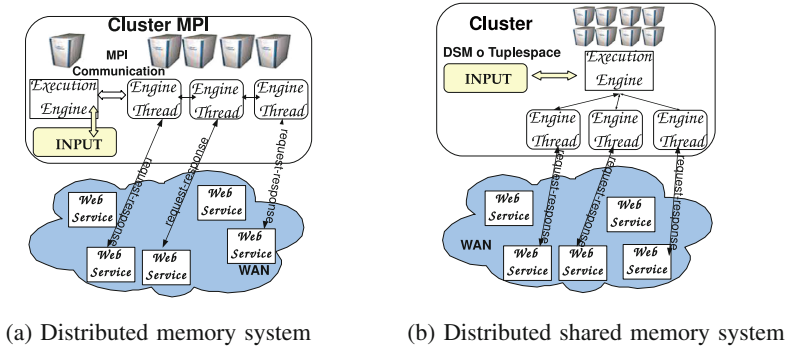 Cluster MPI
MPI
Communication
Execution
Engine
Engine
Thread
Engine
Thread
Engine
Thread
INPUT
request-response
request-response
request-response
Web
Service
Web
Service
Web
Service
Web
Service
Web
Service
WAN
(a) Distributed memory system
Cluster
DSM o Tuplespace
INPUT
Execution
Engine
Engine
Thread
Engine
Thread
Engine
Thread
request-response
request-response
request-response
Web
Service
Web
Service
WAN
Web
Service
Web
Service
Web
Service
(b) Distributed shared memory system